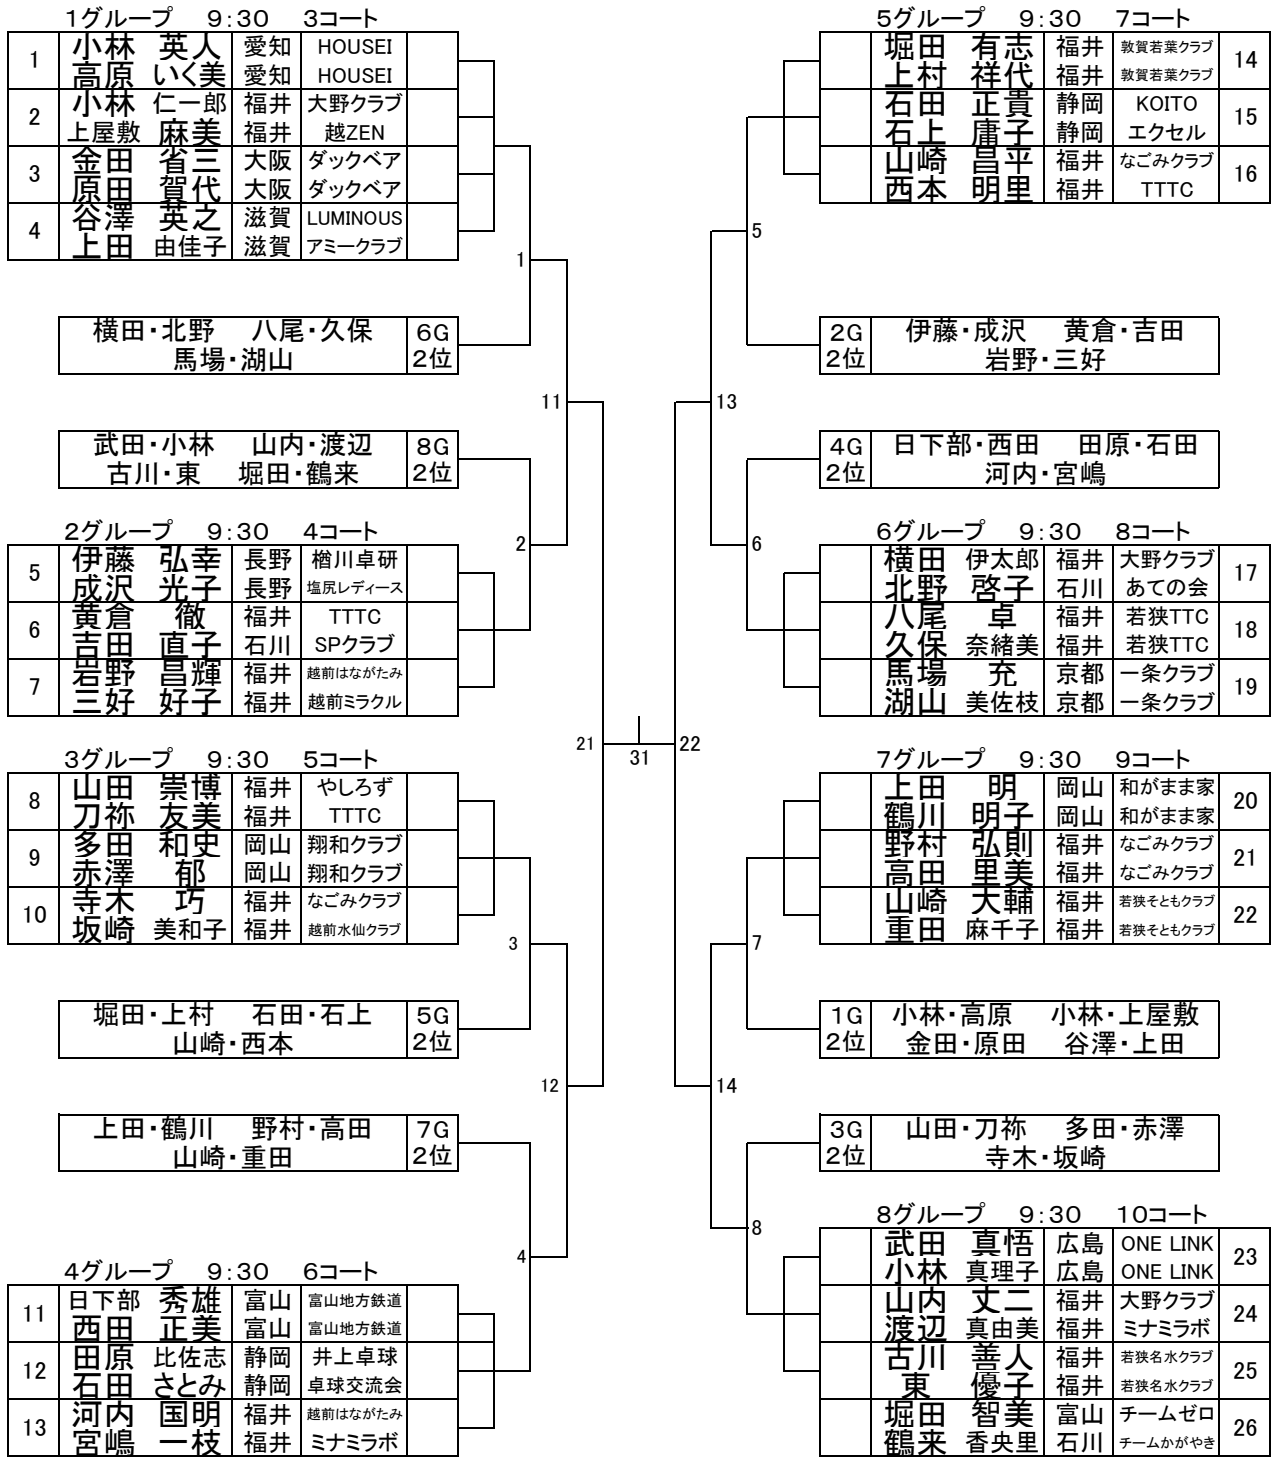 1グループ　9:30　3コート
1 小林 英人 愛知 HOUSEI
高原 いく美 愛知 HOUSEI
2 小林 仁一郎 福井 大野クラブ
上屋敷 麻美 福井 越ZEN
3 金田 省三 大阪 ダックベア
原田 賀代 大阪 ダックベア
4 谷澤 英之 滋賀 LUMINOUS
上田 由佳子 滋賀 アミークラブ
1
横田・北野 八尾・久保 6G
馬場・湖山 2位
11
武田・小林 山内・渡辺 8G
古川・東 堀田・鶴来 2位
2グループ　9:30　4コート
2
5 伊藤 弘幸 長野 楢川卓研
成沢 光子 長野 塩尻レディース
6 黄倉 徹 福井 TTTC
吉田 直子 石川 SPクラブ
7 岩野 昌輝 福井 越前はながたみ
三好 好子 福井 越前ミラクル
21
31
3グループ　9:30　5コート
8 山田 崇博 福井 やしろず
刀祢 友美 福井 TTTC
9 多田 和史 岡山 翔和クラブ
赤澤 郁 岡山 翔和クラブ
10 寺木 巧 福井 なごみクラブ
坂崎 美和子 福井 越前水仙クラブ
3
堀田・上村 石田・石上 5G
山崎・西本 2位
12
上田・鶴川 野村・高田 7G
山崎・重田 2位
4
4グループ　9:30　6コート
11 日下部 秀雄 富山 富山地方鉄道
西田 正美 富山 富山地方鉄道
12 田原 比佐志 静岡 井上卓球
石田 さとみ 静岡 卓球交流会
13 河内 国明 福井 越前はながたみ
宮嶋 一枝 福井 ミナミラボ
5グループ　9:30　7コート
堀田 有志 福井 敦賀若葉クラブ 14
上村 祥代 福井 敦賀若葉クラブ
石田 正貴 静岡 KOITO 15
石上 庸子 静岡 エクセル
山崎 昌平 福井 なごみクラブ 16
西本 明里 福井 TTTC
5
2G 伊藤・成沢 黄倉・吉田
2位 岩野・三好
13
4G 日下部・西田 田原・石田
2位 河内・宮嶋
6グループ　9:30　8コート
6
横田 伊太郎 福井 大野クラブ 17
北野 啓子 石川 あての会
八尾 卓 福井 若狭TTC 18
久保 奈緒美 福井 若狭TTC
馬場 充 京都 一条クラブ 19
湖山 美佐枝 京都 一条クラブ
22
7グループ　9:30　9コート
上田 明 岡山 和がまま家 20
鶴川 明子 岡山 和がまま家
野村 弘則 福井 なごみクラブ 21
高田 里美 福井 なごみクラブ
山崎 大輔 福井 若狭そともクラブ 22
重田 麻千子 福井 若狭そともクラブ
7
1G 小林・高原 小林・上屋敷
2位 金田・原田 谷澤・上田
14
3G 山田・刀祢 多田・赤澤
2位 寺木・坂崎
8グループ　9:30　10コート
8
武田 真悟 広島 ONE LINK 23
小林 真理子 広島 ONE LINK
山内 丈二 福井 大野クラブ 24
渡辺 真由美 福井 ミナミラボ
古川 善人 福井 若狭名水クラブ 25
東 優子 福井 若狭名水クラブ
堀田 智美 富山 チームゼロ 26
鶴来 香央里 石川 チームかがやき